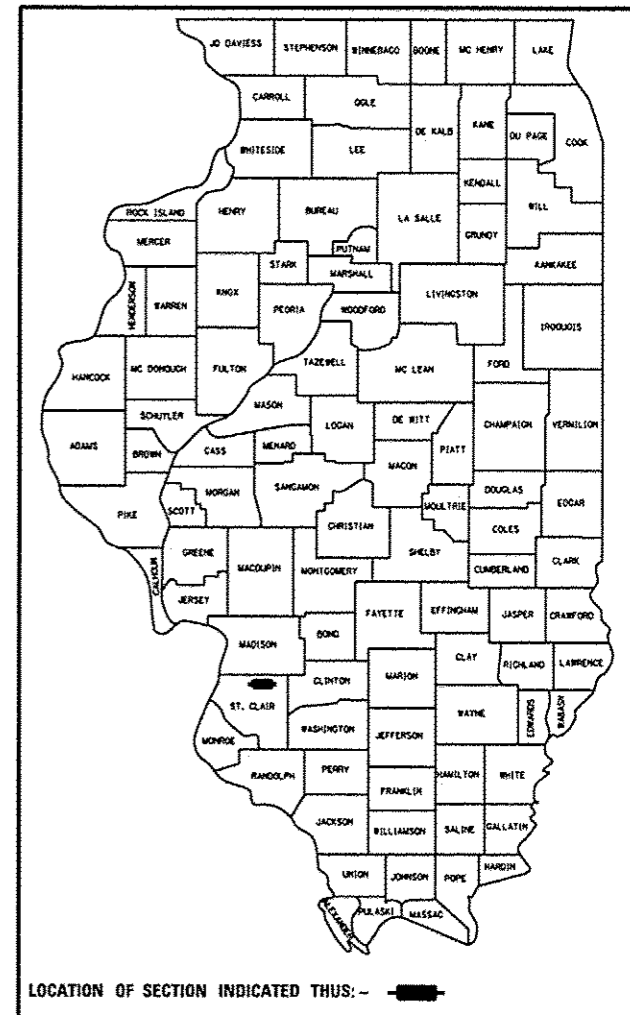 JO DAVIESS STEPHENSON WINNEBAGO BOONE MC HENRY LAKE
CARROLL OGLE DE KALB KANE DU PAGE COOK
WHITESIDE LEE
KENDALL WILL
ROCK ISLAND HENRY BUREAU LA SALLE GRUNDY
MERCER PUTNAM
STARK MARSHALL KANKAKEE
HENDERSON WARREN KNOX PEORIA WOODFORD LIVINGSTON IROQUOIS
HANCOCK MC DONOUGH FULTON TAZEWELL MC LEAN FORD
SCHUYLER MASON
ADAMS BROWN CASS MENARD LOGAN DE WITT PIATT CHAMPAIGN VERMILION
MACON
PIKE SCOTT MORGAN SANGAMON CHRISTIAN MOULTRIE DOUGLAS EDGAR
COLES
CALHOUN GREENE MACOUPIN MONTGOMERY SHELBY CUMBERLAND CLARK
JERSEY
FAYETTE EFFINGHAM JASPER CRAWFORD
MADISON BOND
CLAY RICHLAND LAWRENCE
CLINTON MARION
ST. CLAIR WAYNE EDWARDS WABASH
WASHINGTON JEFFERSON
MONROE
RANDOLPH PERRY HAMILTON WHITE
FRANKLIN
JACKSON WILLIAMSON SALINE GALLATIN
UNION JOHNSON POPE HARDIN
ALEXANDER PULASKI MASSAC
LOCATION OF SECTION INDICATED THUS:-